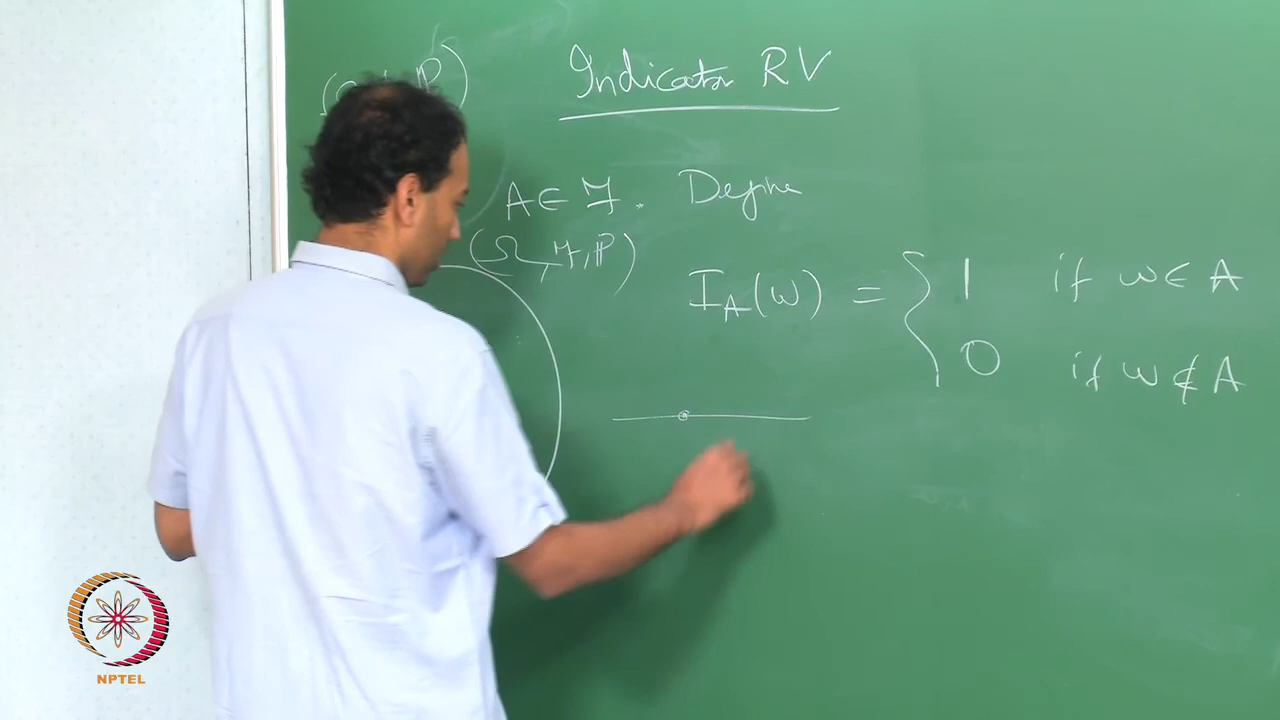 Indicator RV
A ∈ ℱ. Define
(Ω, ℱ, ℙ)
I_A(ω) = { 1 if ω ∈ A
0 if ω ∉ A
NPTEL